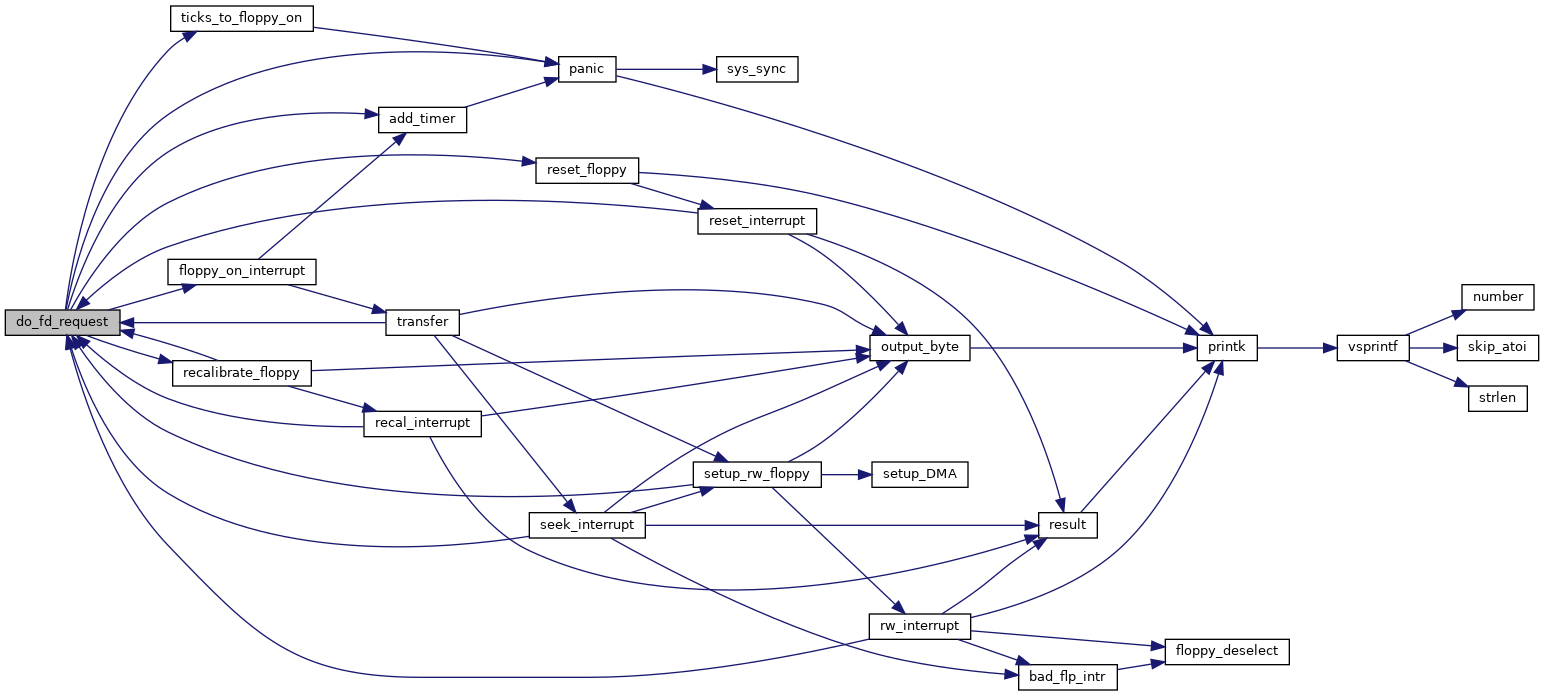 ticks_to_floppy_on
panic
sys_sync
add_timer
reset_floppy
reset_interrupt
floppy_on_interrupt
number
do_fd_request
transfer
output_byte
printk
vsprintf
skip_atoi
recalibrate_floppy
strlen
recal_interrupt
setup_rw_floppy
setup_DMA
seek_interrupt
result
rw_interrupt
floppy_deselect
bad_flp_intr